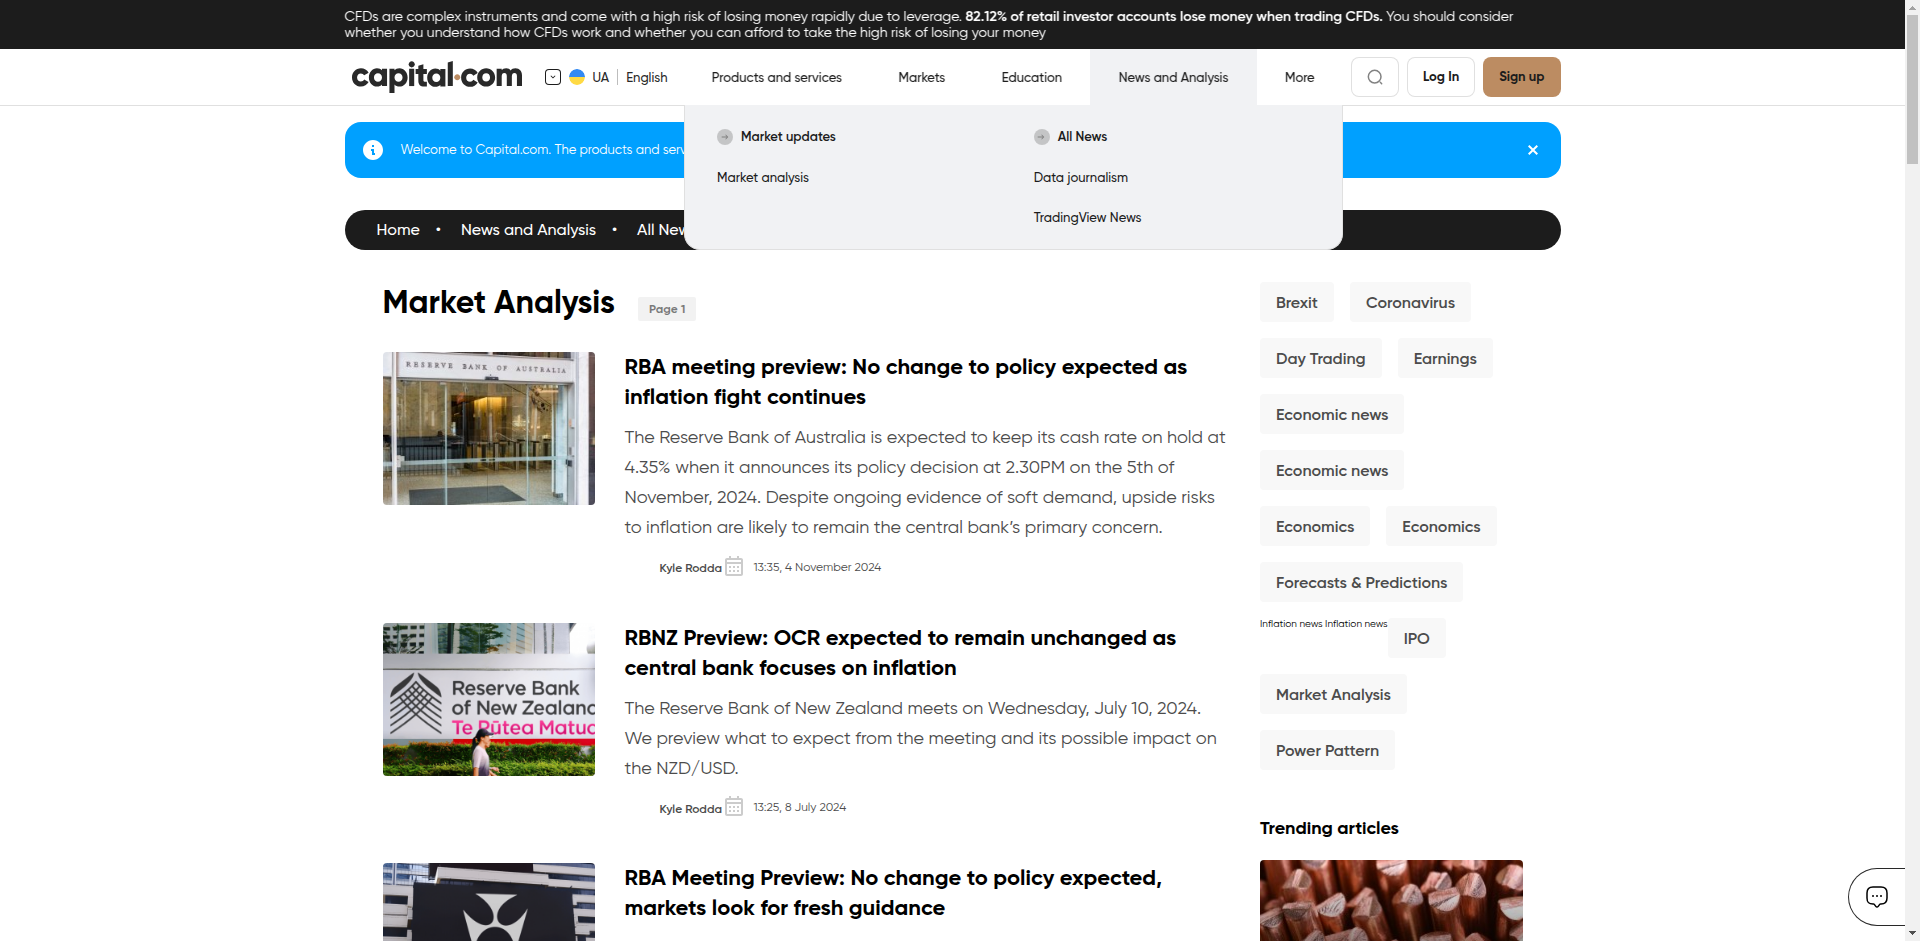 CFDs are complex instruments and come with a high risk of losing money rapidly due to leverage. 82.12% of retail investor accounts lose money when trading CFDs. You should consider
whether you understand how CFDs work and whether you can afford to take the high risk of losing your money
capital.com
UA
English
Products and services
Markets
Education
News and Analysis
More
Log In
Sign up
Market updates
All News
Market analysis
Data journalism
TradingView News
Welcome to Capital.com. The products and serv
Home • News and Analysis • All New
Market Analysis
Page 1
RESERVE BANK OF AUSTRALIA
RBA meeting preview: No change to policy expected as
inflation fight continues
The Reserve Bank of Australia is expected to keep its cash rate on hold at
4.35% when it announces its policy decision at 2.30PM on the 5th of
November, 2024. Despite ongoing evidence of soft demand, upside risks
to inflation are likely to remain the central bank’s primary concern.
Kyle Rodda
13:35, 4 November 2024
Reserve Bank
of New Zealand
Te Pūtea Matua
RBNZ Preview: OCR expected to remain unchanged as
central bank focuses on inflation
The Reserve Bank of New Zealand meets on Wednesday, July 10, 2024.
We preview what to expect from the meeting and its possible impact on
the NZD/USD.
Kyle Rodda
13:25, 8 July 2024
RBA Meeting Preview: No change to policy expected,
markets look for fresh guidance
Brexit
Coronavirus
Day Trading
Earnings
Economic news
Economic news
Economics
Economics
Forecasts & Predictions
Inflation news Inflation news
IPO
Market Analysis
Power Pattern
Trending articles